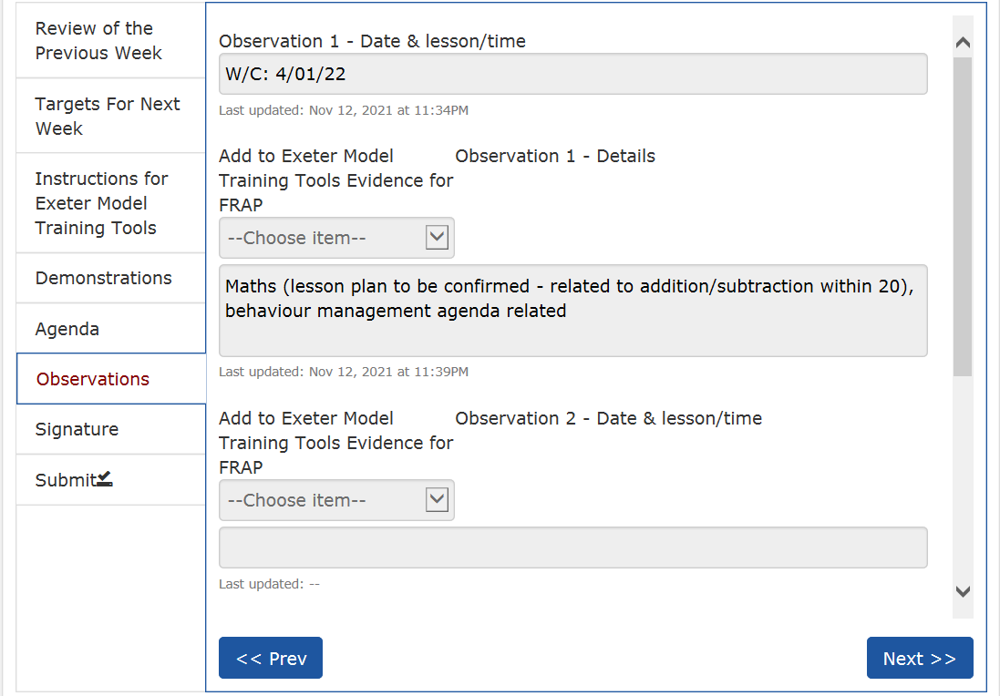 Review of the
Previous Week
Targets For Next
Week
Instructions for
Exeter Model
Training Tools
Demonstrations
Agenda
Observations
Signature
Submit
Observation 1 - Date & lesson/time
W/C: 4/01/22
Last updated: Nov 12, 2021 at 11:34PM
Add to Exeter Model
Training Tools Evidence for
FRAP
Observation 1 - Details
--Choose item--
Maths (lesson plan to be confirmed - related to addition/subtraction within 20),
behaviour management agenda related
Last updated: Nov 12, 2021 at 11:39PM
Add to Exeter Model
Training Tools Evidence for
FRAP
Observation 2 - Date & lesson/time
--Choose item--
Last updated: --
<< Prev
Next >>